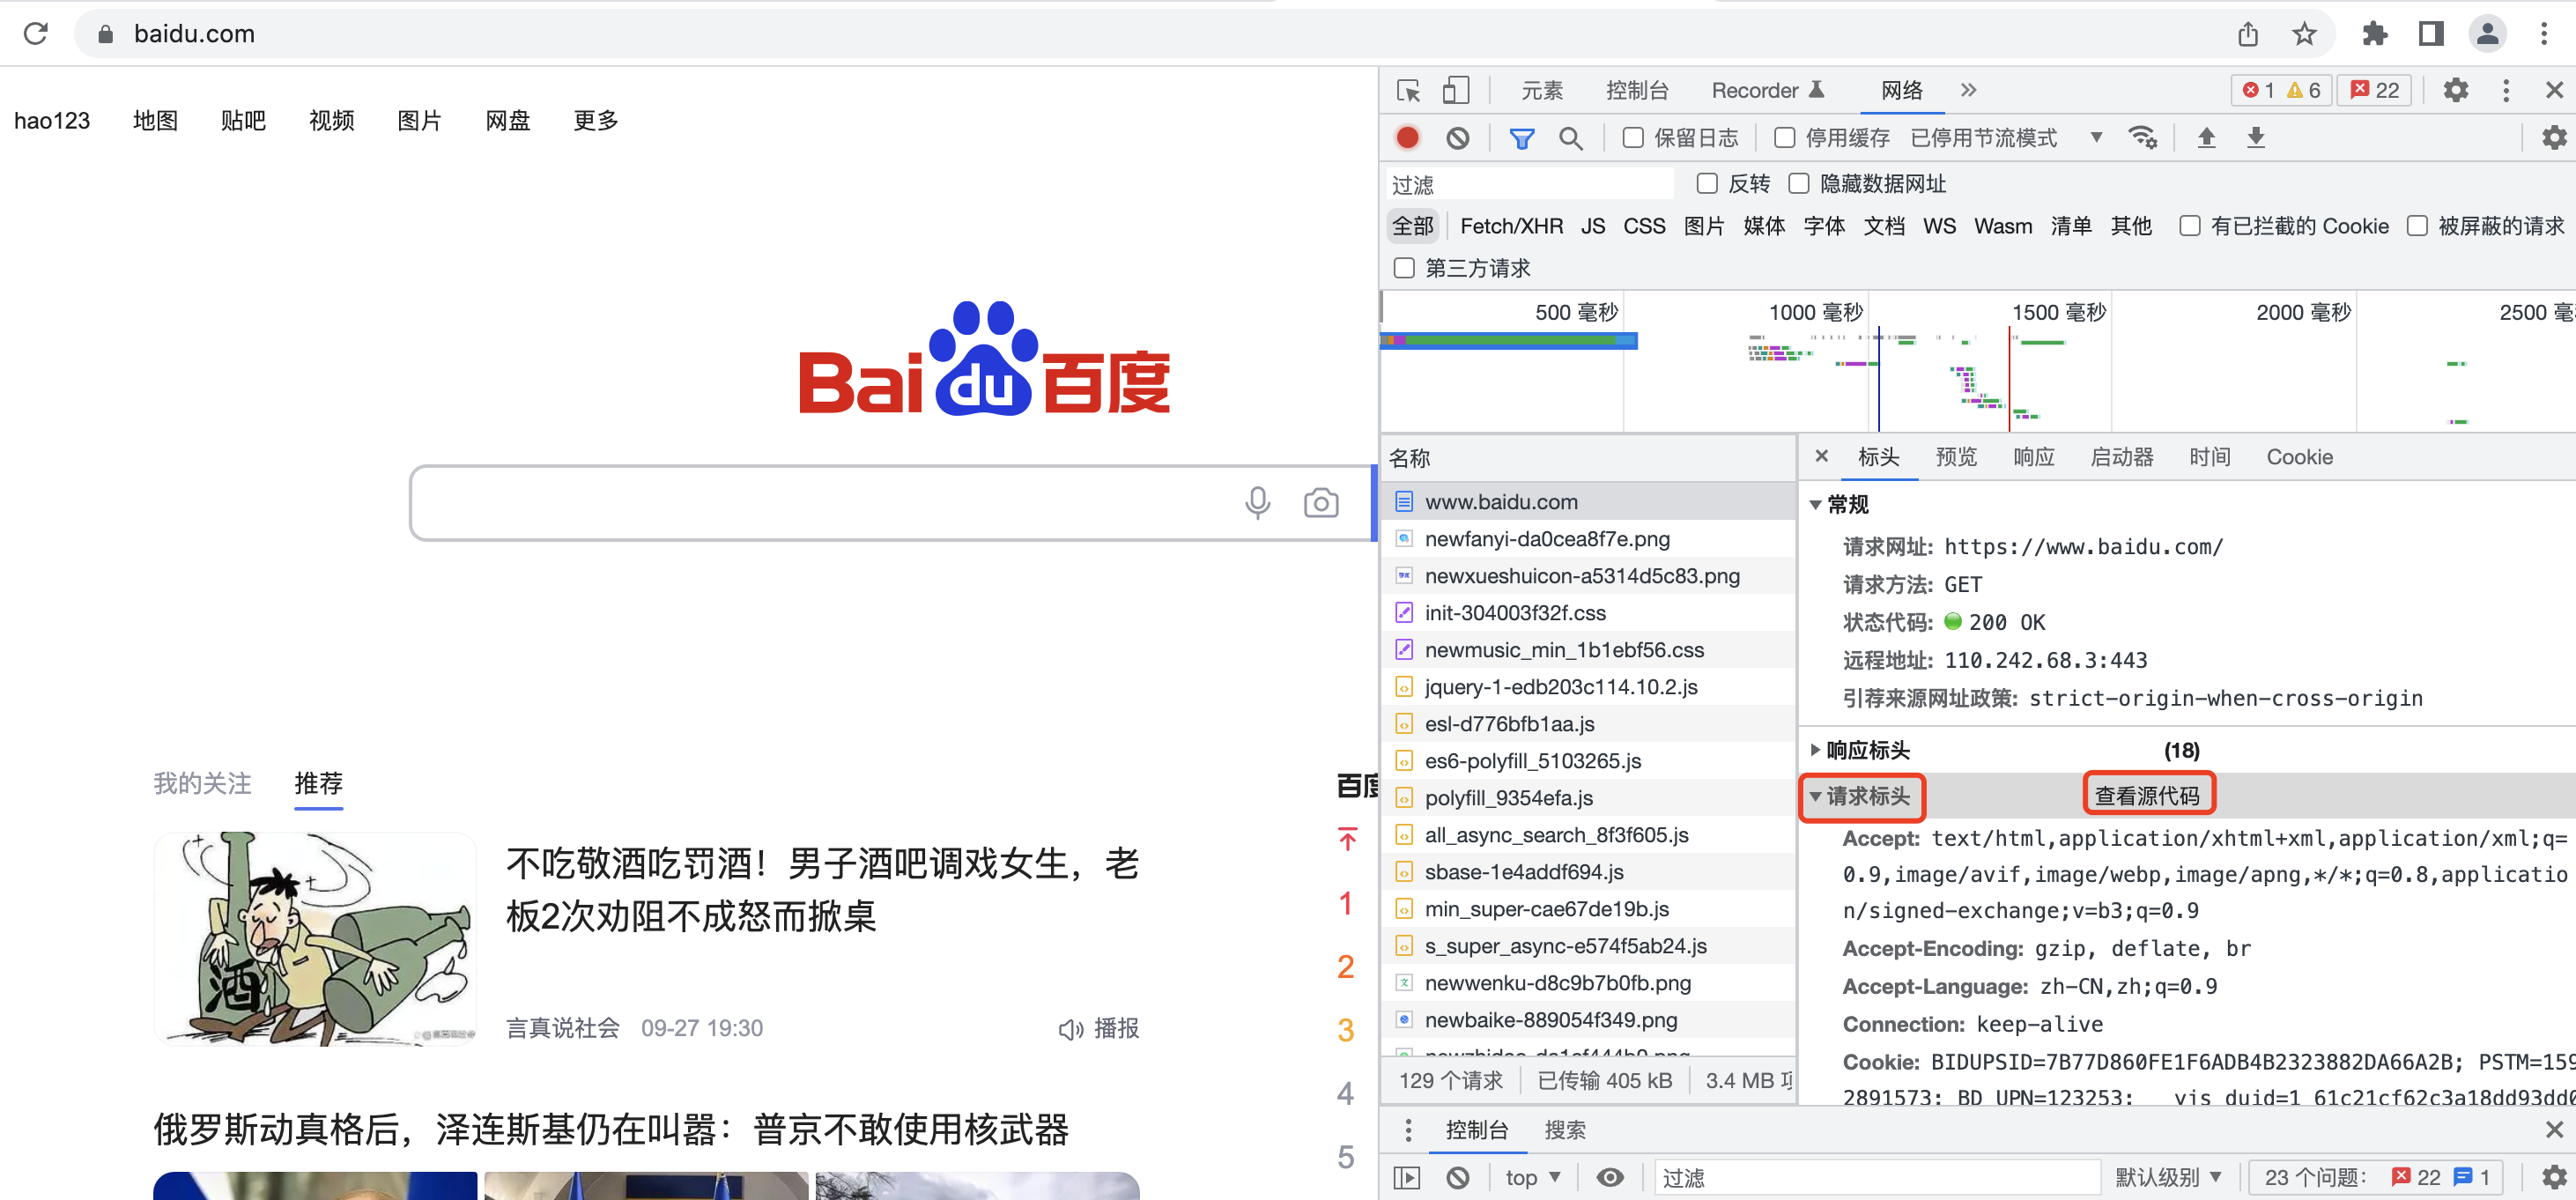 baidu.com
hao123 地图 贴吧 视频 图片 网盘 更多
Bai du 百度
我的关注 推荐
百度
不吃敬酒吃罚酒！男子酒吧调戏女生，老
板2次劝阻不成怒而掀桌
酒
言真说社会 09-27 19:30 播报
1
2
3
4
5
俄罗斯动真格后，泽连斯基仍在叫嚣：普京不敢使用核武器
元素 控制台 Recorder 网络 1 6 22
保留日志 停用缓存 已停用节流模式
过滤 反转 隐藏数据网址
全部 Fetch/XHR JS CSS 图片 媒体 字体 文档 WS Wasm 清单 其他 有已拦截的 Cookie 被屏蔽的请求
第三方请求
500 毫秒 1000 毫秒 1500 毫秒 2000 毫秒 2500 毫
名称
www.baidu.com
newfanyi-da0cea8f7e.png
newxueshuicon-a5314d5c83.png
init-304003f32f.css
newmusic_min_1b1ebf56.css
jquery-1-edb203c114.10.2.js
esl-d776bfb1aa.js
es6-polyfill_5103265.js
polyfill_9354efa.js
all_async_search_8f3f605.js
sbase-1e4addf694.js
min_super-cae67de19b.js
s_super_async-e574f5ab24.js
newwenku-d8c9b7b0fb.png
newbaike-889054f349.png
129 个请求 已传输 405 kB 3.4 MB 项
标头 预览 响应 启动器 时间 Cookie
常规
请求网址: https://www.baidu.com/
请求方法: GET
状态代码: 200 OK
远程地址: 110.242.68.3:443
引荐来源网址政策: strict-origin-when-cross-origin
响应标头 (18)
请求标头 查看源代码
Accept: text/html,application/xhtml+xml,application/xml;q=
0.9,image/avif,image/webp,image/apng,*/*;q=0.8,applicatio
n/signed-exchange;v=b3;q=0.9
Accept-Encoding: gzip, deflate, br
Accept-Language: zh-CN,zh;q=0.9
Connection: keep-alive
Cookie: BIDUPSID=7B77D860FE1F6ADB4B2323882DA66A2B; PSTM=159
2891573; BD_UPN=123253; __yjs_duid=1_61c21cf62c3a18dd93dd0
控制台 搜索
top 过滤 默认级别 23 个问题: 22 1